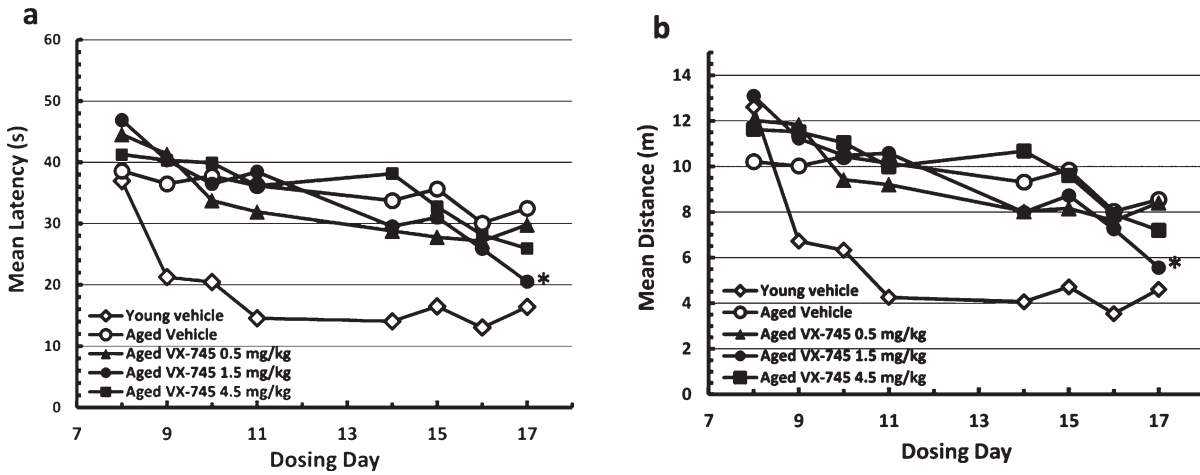 a
60
50
40
30
20
10
0
Mean Latency (s)
Young vehicle
Aged Vehicle
Aged VX-745 0.5 mg/kg
Aged VX-745 1.5 mg/kg
Aged VX-745 4.5 mg/kg
*
7 9 11 13 15 17
Dosing Day
b
14
12
10
8
6
4
2
0
Mean Distance (m)
Young vehicle
Aged Vehicle
Aged VX-745 0.5 mg/kg
Aged VX-745 1.5 mg/kg
Aged VX-745 4.5 mg/kg
*
7 9 11 13 15 17
Dosing Day